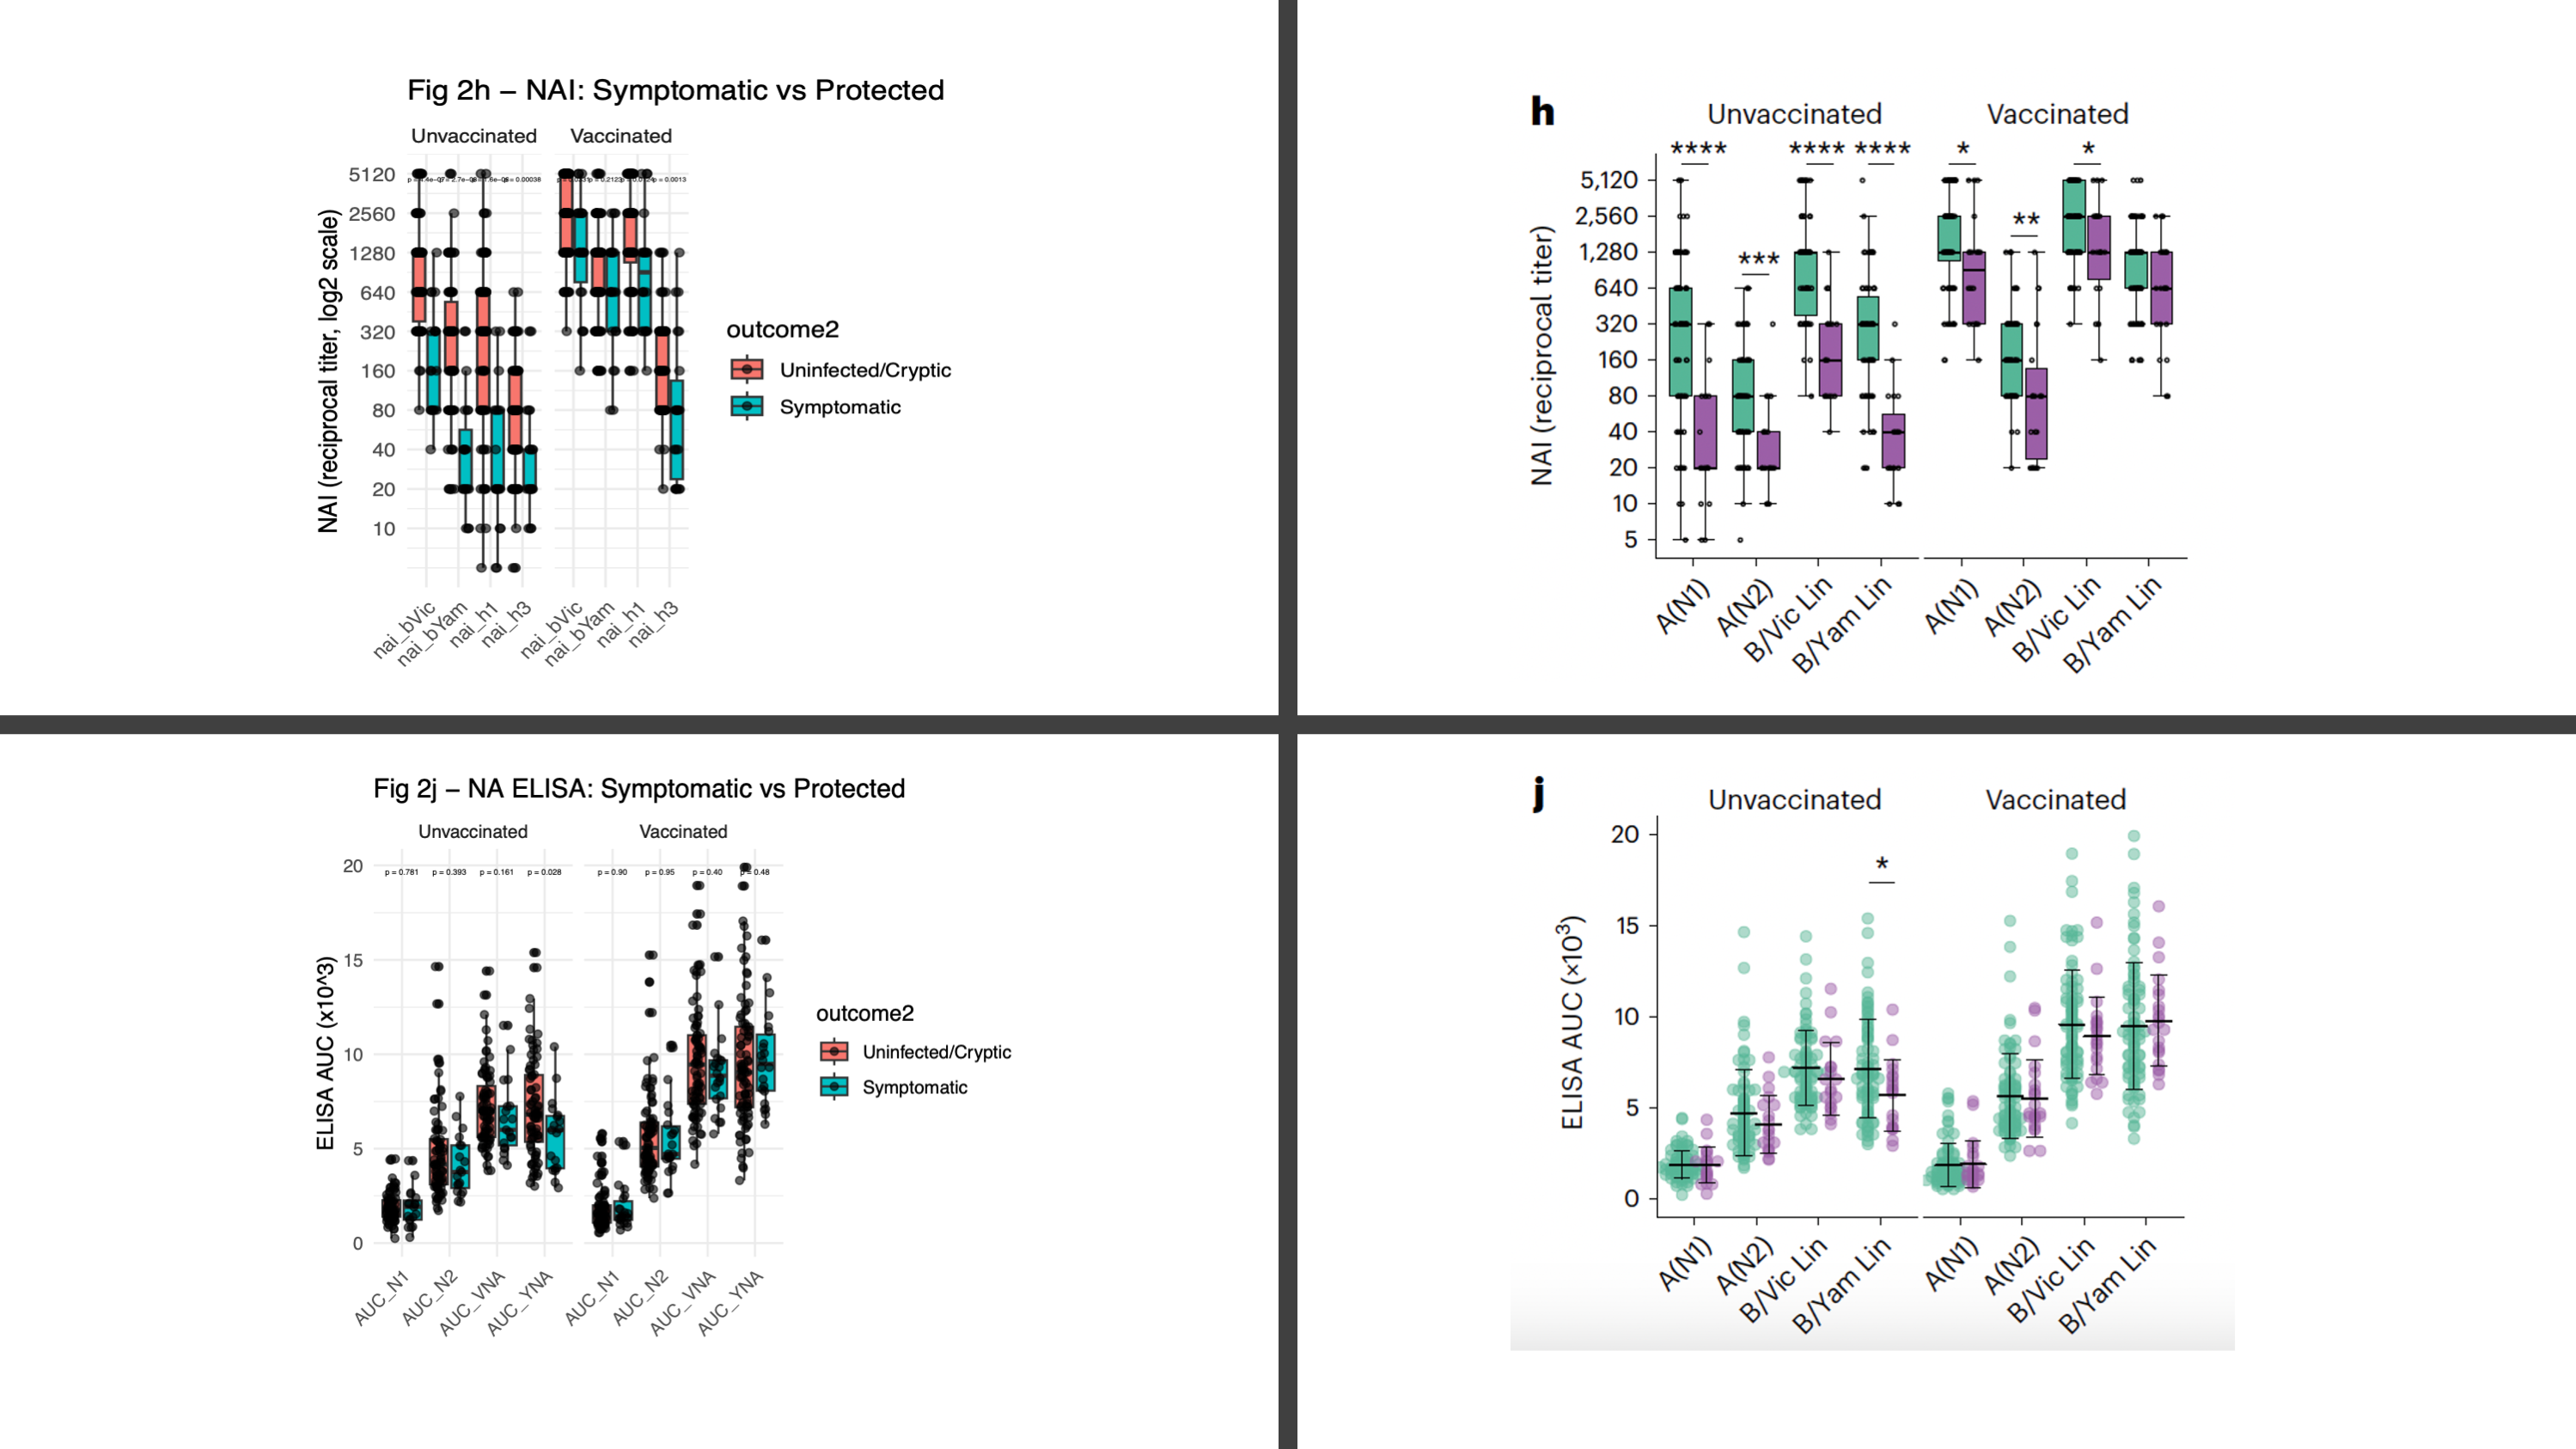 Fig 2h – NAI: Symptomatic vs Protected
Unvaccinated Vaccinated
5120
2560
1280
640
320
160
80
40
20
10
NAI (reciprocal titer, log2 scale)
p = 0.00038
p = 0.0013
nai_bVic nai_bYam nai_h1 nai_h3 nai_bVic nai_bYam nai_h1 nai_h3
outcome2
Uninfected/Cryptic
Symptomatic
h
Unvaccinated Vaccinated
**** **** **** * *
*** **
5,120
2,560
1,280
640
320
160
80
40
20
10
5
NAI (reciprocal titer)
A(N1) A(N2) B/Vic Lin B/Yam Lin A(N1) A(N2) B/Vic Lin B/Yam Lin
Fig 2j – NA ELISA: Symptomatic vs Protected
Unvaccinated Vaccinated
p = 0.781 p = 0.393 p = 0.161 p = 0.028 p = 0.90 p = 0.95 p = 0.40 p = 0.48
20
15
10
5
0
ELISA AUC (x10^3)
AUC_N1 AUC_N2 AUC_VNA AUC_YNA AUC_N1 AUC_N2 AUC_VNA AUC_YNA
outcome2
Uninfected/Cryptic
Symptomatic
j
Unvaccinated Vaccinated
*
20
15
10
5
0
ELISA AUC (×10³)
A(N1) A(N2) B/Vic Lin B/Yam Lin A(N1) A(N2) B/Vic Lin B/Yam Lin